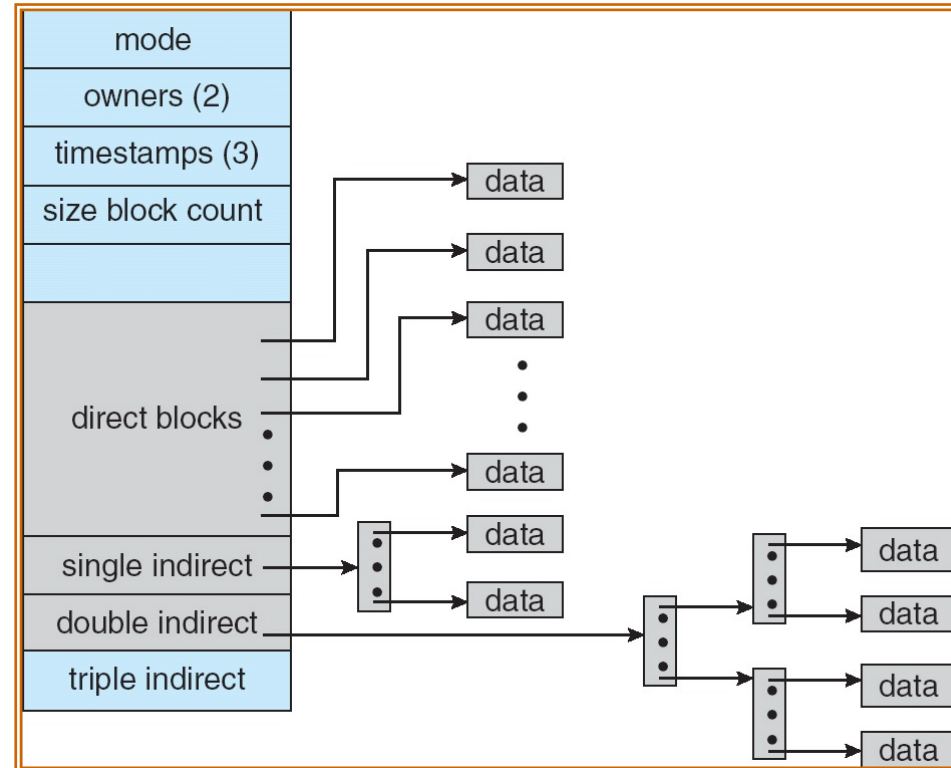 mode
owners (2)
timestamps (3)
size block count
direct blocks
single indirect
double indirect
triple indirect
data
data
data
data
data
data
data
data
data
data